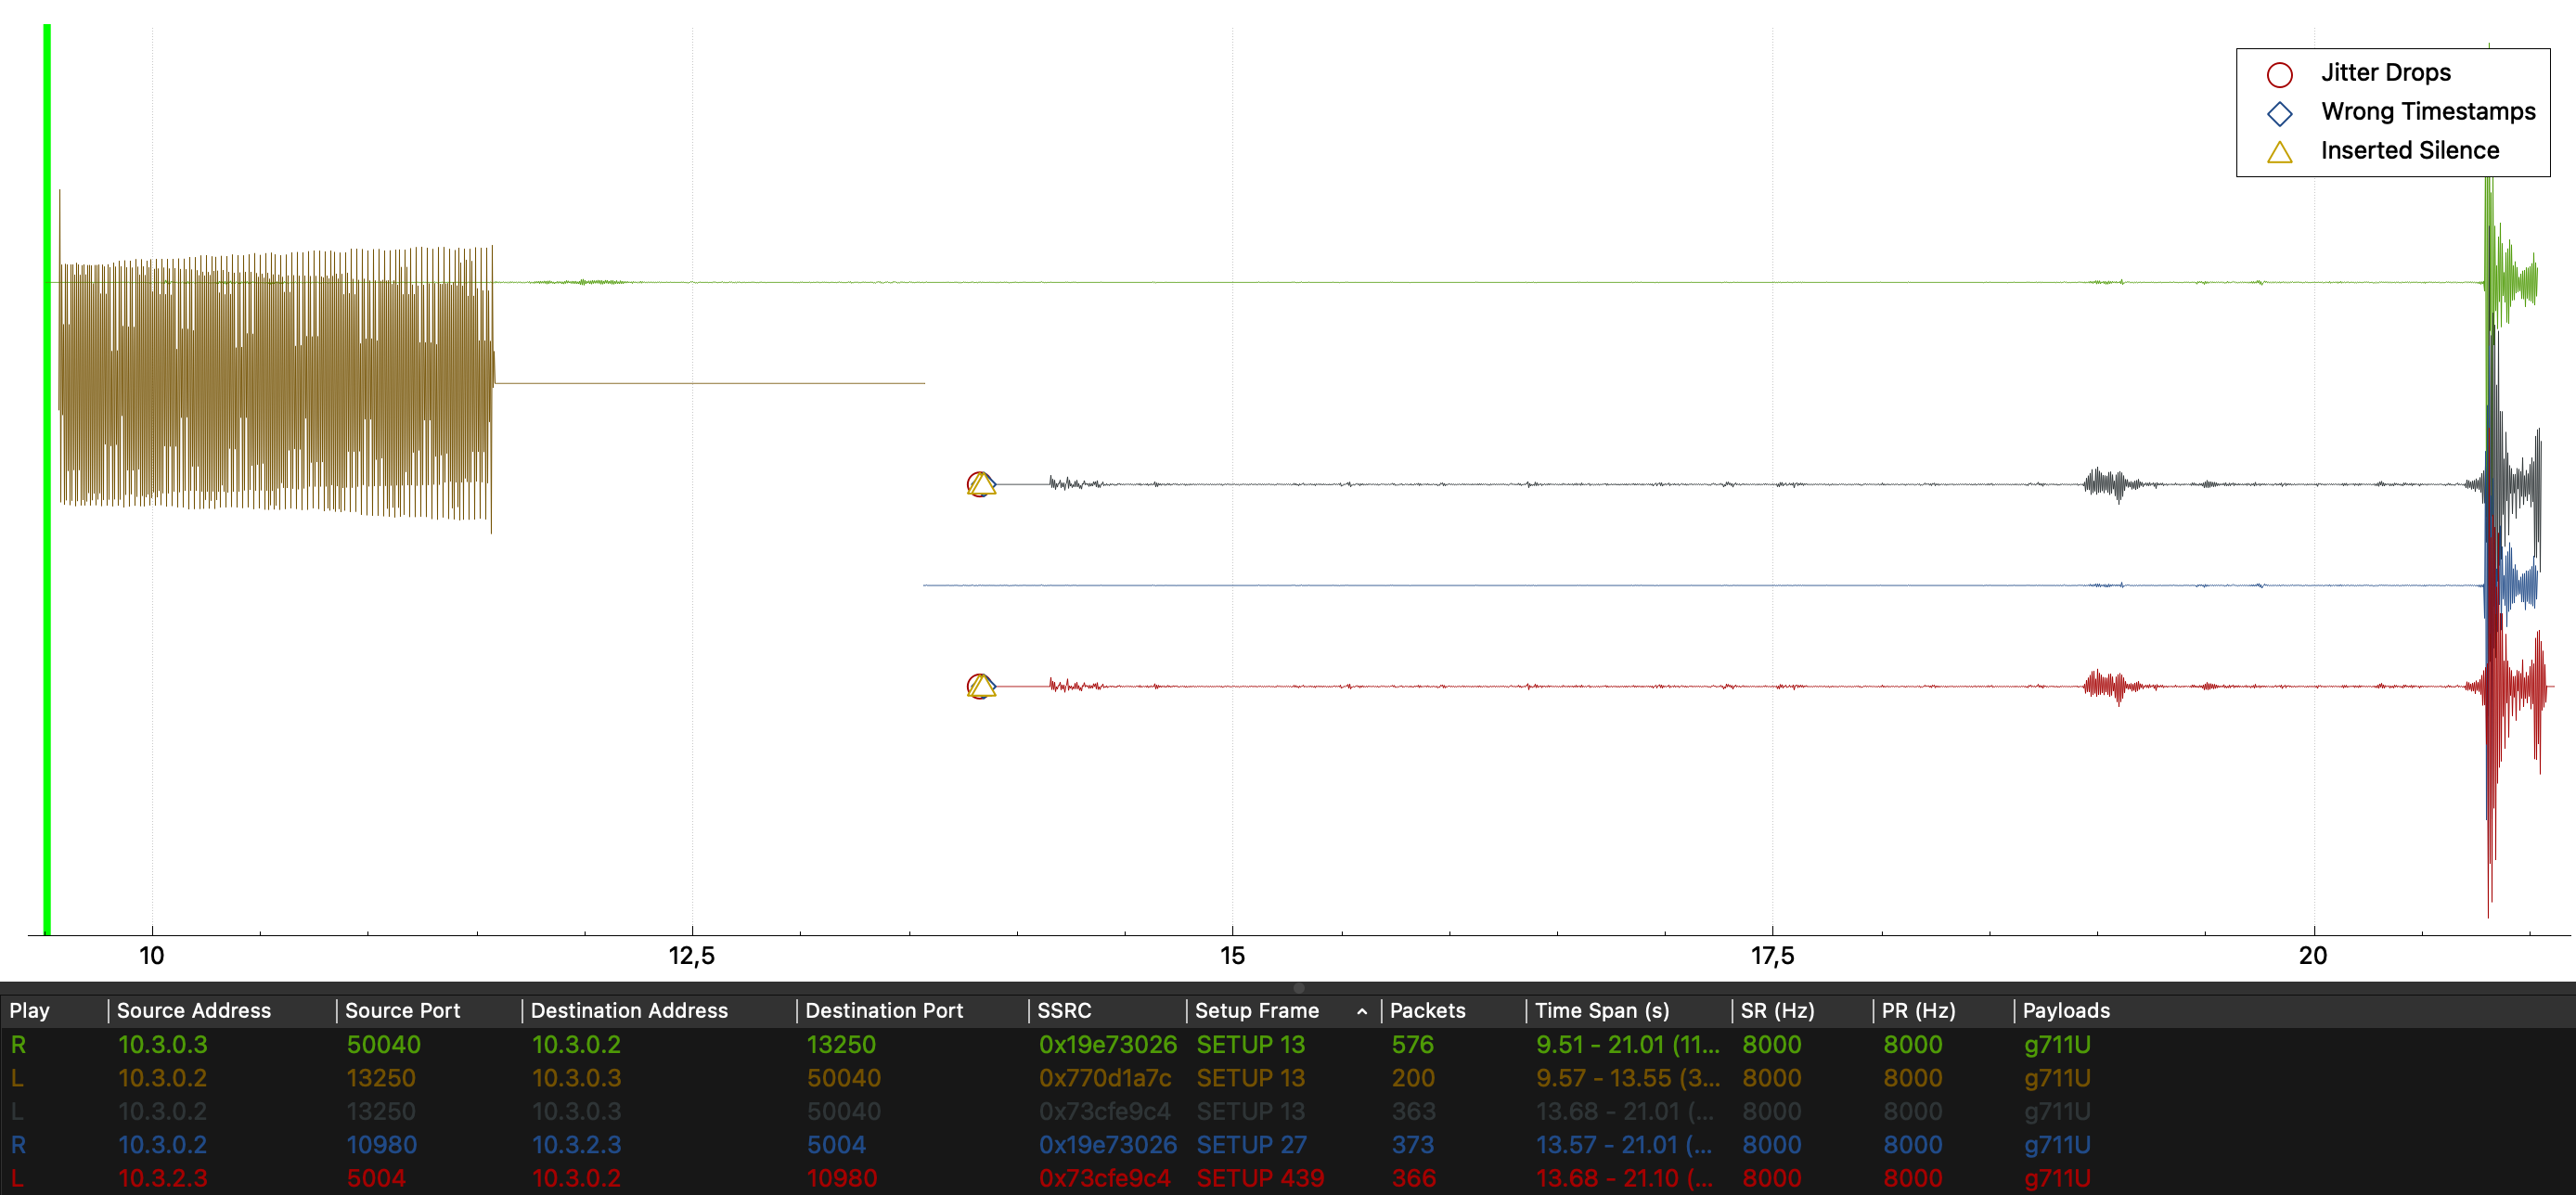 Jitter Drops
Wrong Timestamps
Inserted Silence
10 12,5 15 17,5 20
Play Source Address Source Port Destination Address Destination Port SSRC Setup Frame Packets Time Span (s) SR (Hz) PR (Hz) Payloads
R 10.3.0.3 50040 10.3.0.2 13250 0x19e73026 SETUP 13 576 9.51 - 21.01 (11... 8000 8000 g711U
L 10.3.0.2 13250 10.3.0.3 50040 0x770d1a7c SETUP 13 200 9.57 - 13.55 (3... 8000 8000 g711U
L 10.3.0.2 13250 10.3.0.3 50040 0x73cfe9c4 SETUP 13 363 13.68 - 21.01 (... 8000 8000 g711U
R 10.3.0.2 10980 10.3.2.3 5004 0x19e73026 SETUP 27 373 13.57 - 21.01 (... 8000 8000 g711U
L 10.3.2.3 5004 10.3.0.2 10980 0x73cfe9c4 SETUP 439 366 13.68 - 21.10 (... 8000 8000 g711U